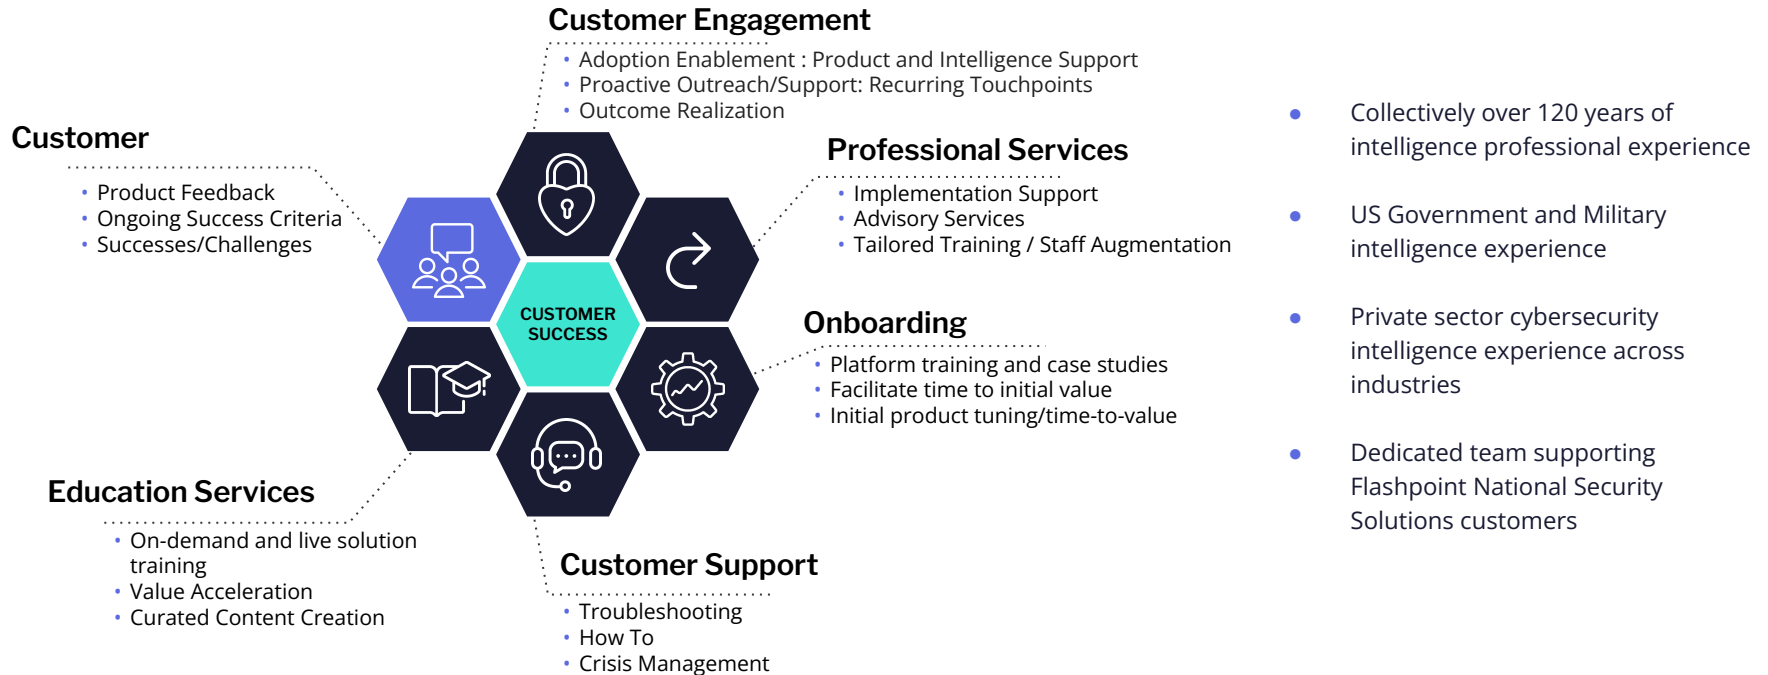 Customer Engagement
• Adoption Enablement : Product and Intelligence Support
• Proactive Outreach/Support: Recurring Touchpoints
• Outcome Realization
Customer
• Product Feedback
• Ongoing Success Criteria
• Successes/Challenges
Professional Services
• Implementation Support
• Advisory Services
• Tailored Training / Staff Augmentation
CUSTOMER
SUCCESS
Onboarding
• Platform training and case studies
• Facilitate time to initial value
• Initial product tuning/time-to-value
Education Services
• On-demand and live solution
training
• Value Acceleration
• Curated Content Creation
Customer Support
• Troubleshooting
• How To
• Crisis Management
● Collectively over 120 years of
intelligence professional experience
● US Government and Military
intelligence experience
● Private sector cybersecurity
intelligence experience across
industries
● Dedicated team supporting
Flashpoint National Security
Solutions customers